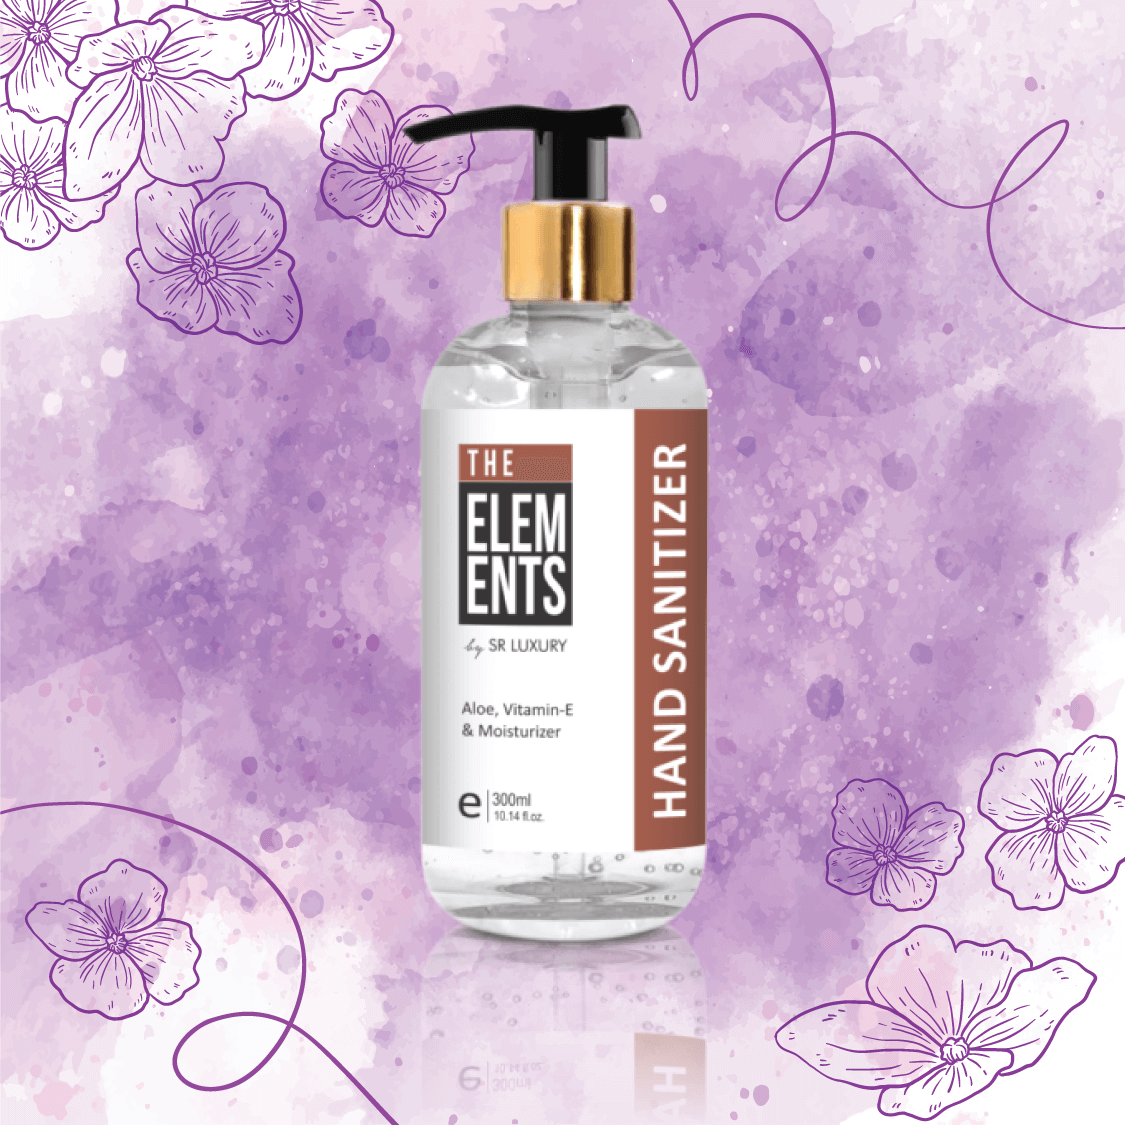 THE
ELEM
ENTS
by SR LUXURY
Aloe, Vitamin-E
& Moisturizer
e 300ml
10.14 fl.oz.
HAND SANITIZER